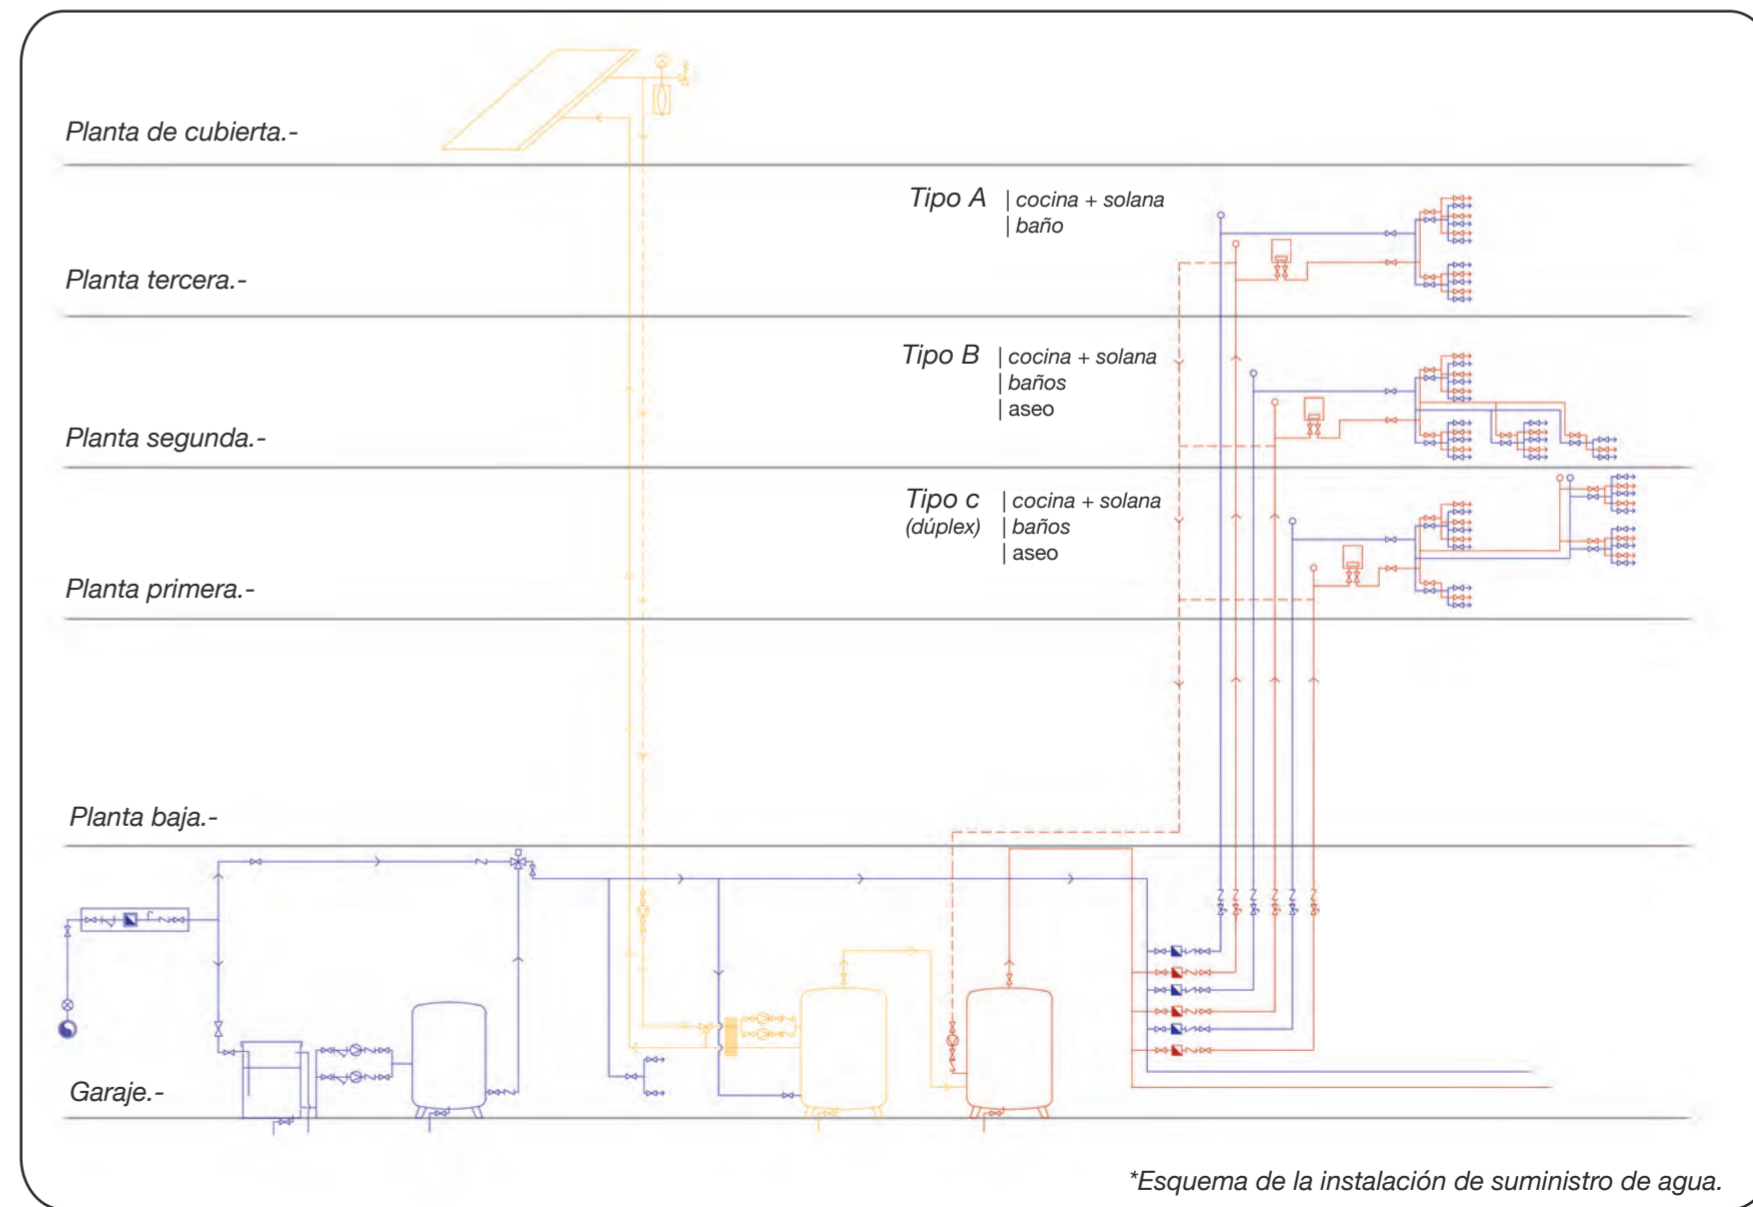 Planta de cubierta.-
Tipo A | cocina + solana
| baño
Planta tercera.-
Tipo B | cocina + solana
| baños
| aseo
Planta segunda.-
Tipo c | cocina + solana
(dúplex) | baños
| aseo
Planta primera.-
Planta baja.-
Garaje.-
*Esquema de la instalación de suministro de agua.